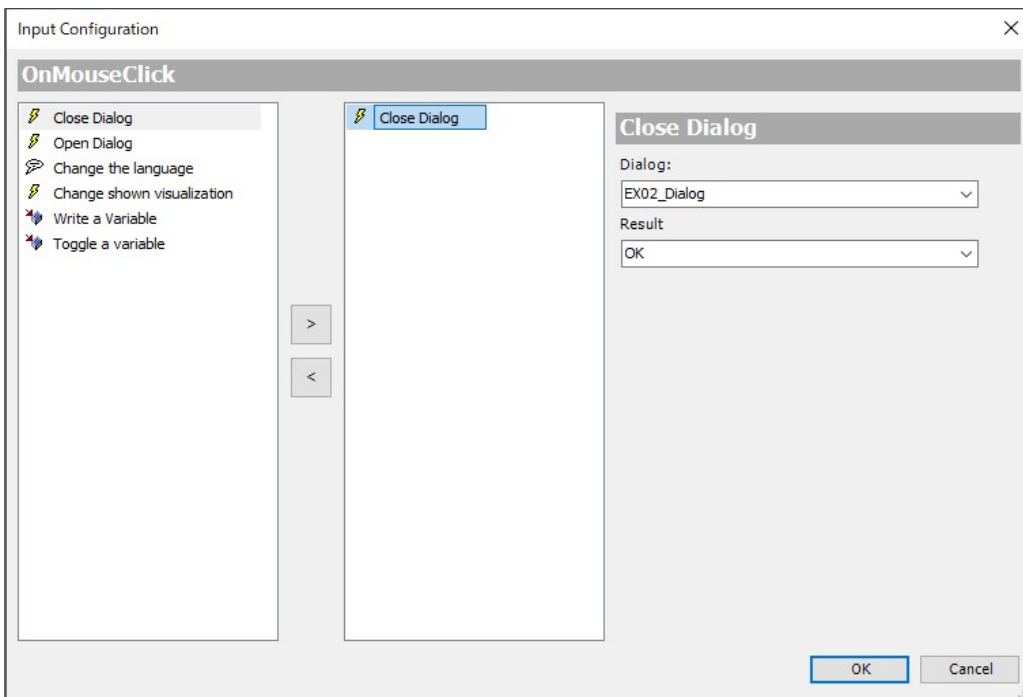 Input Configuration
OnMouseClick
Close Dialog
Open Dialog
Change the language
Change shown visualization
Write a Variable
Toggle a variable
>
<
Close Dialog
Close Dialog
Dialog:
EX02_Dialog
Result
OK
OK
Cancel